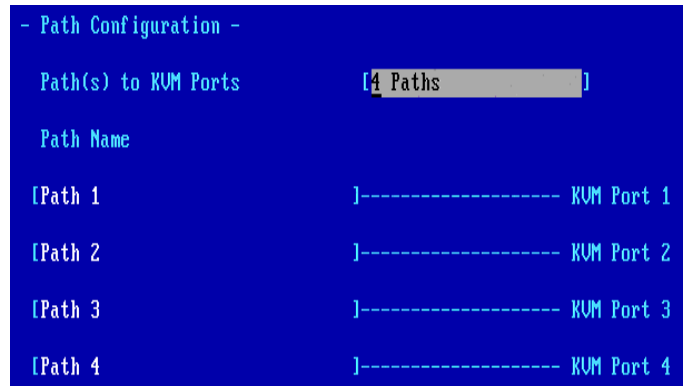 - Path Configuration -
Path(s) to KVM Ports [4 Paths ]
Path Name
[Path 1 ]-------------------- KVM Port 1
[Path 2 ]-------------------- KVM Port 2
[Path 3 ]-------------------- KVM Port 3
[Path 4 ]-------------------- KVM Port 4